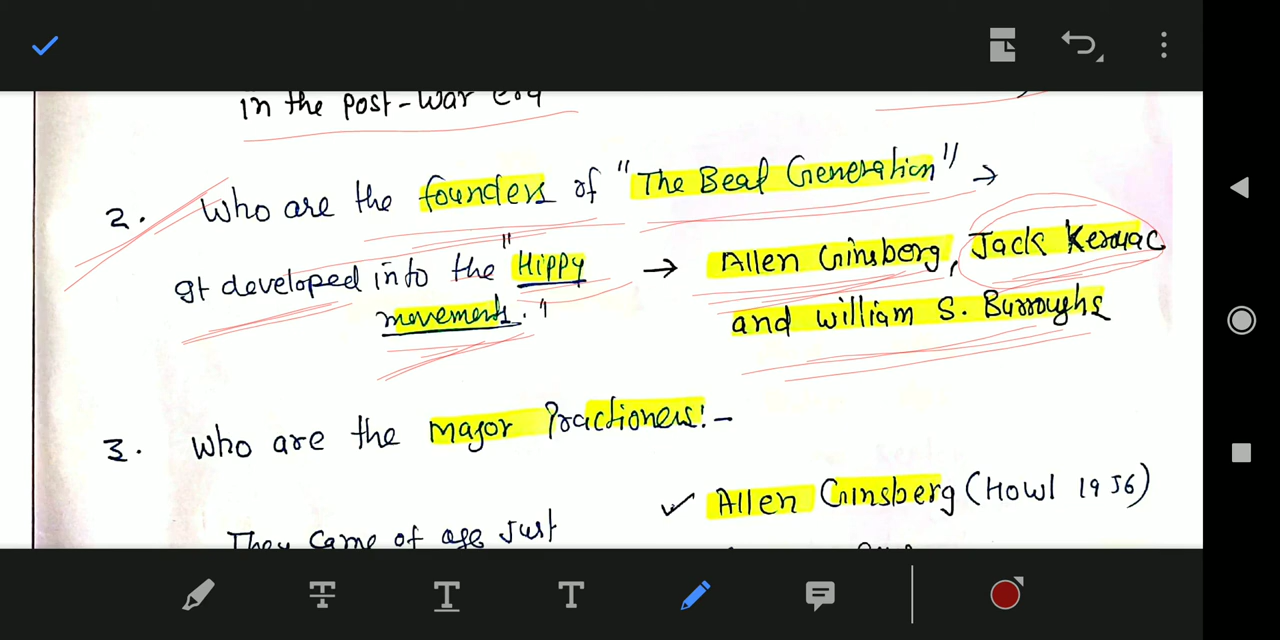 in the post-war era
2. Who are the founders of "The Beat Generation" →
It developed into the "Hippy → Allen Ginsberg, Jack Kerouac
movement." and William S. Burroughs
3. Who are the major Practioners:-
✓ Allen Ginsberg (Howl 1956)
They came of age Just